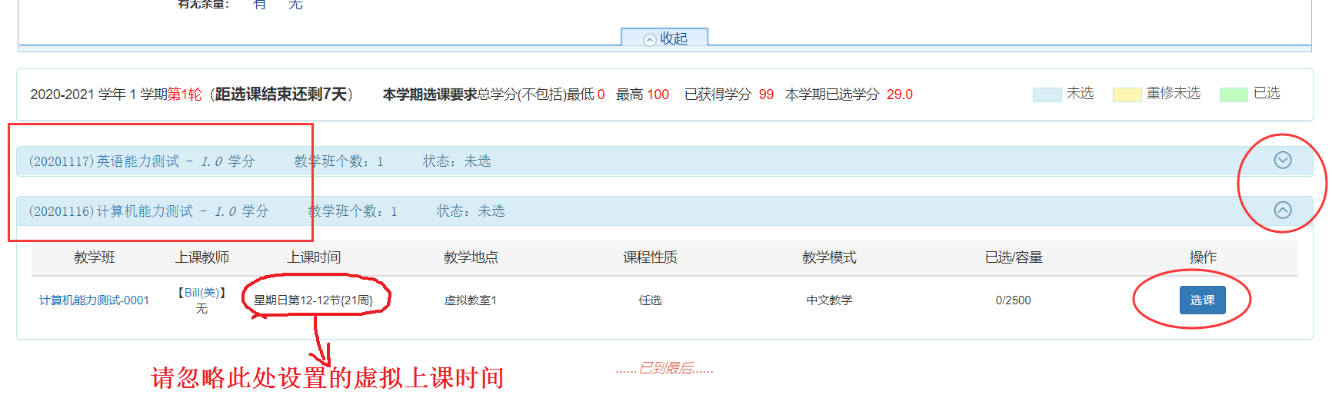 有无余量： 有 无
收起
2020-2021 学年 1 学期第1轮（距选课结束还剩7天） 本学期选课要求总学分(不包括)最低 0 最高 100 已获得学分 99 本学期已选学分 29.0 未选 重修未选 已选
(20201117)英语能力测试 - 1.0 学分 教学班个数: 1 状态: 未选
(20201116)计算机能力测试 - 1.0 学分 教学班个数: 1 状态: 未选
教学班 上课教师 上课时间 教学地点 课程性质 教学模式 已选/容量 操作
计算机能力测试-0001 【Bill(美)】 星期日第12-12节{21周} 虚拟教室1 任选 中文教学 0/2500 选课
无
......已到最后......
请忽略此处设置的虚拟上课时间